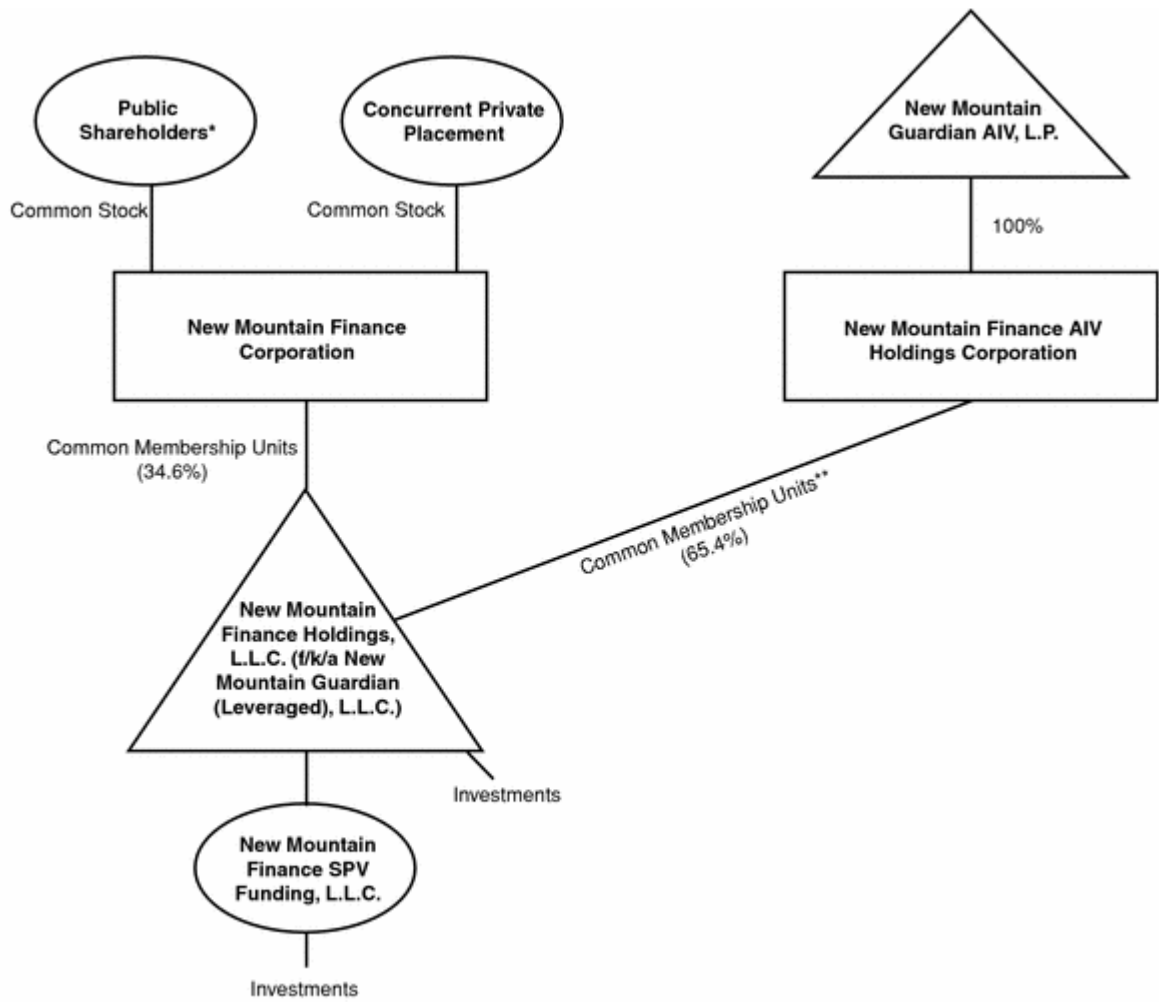 Public
Shareholders*
Concurrent Private
Placement
New Mountain
Guardian AIV, L.P.
Common Stock
Common Stock
100%
New Mountain Finance
Corporation
New Mountain Finance AIV
Holdings Corporation
Common Membership Units
(34.6%)
Common Membership Units**
(65.4%)
New Mountain
Finance Holdings,
L.L.C. (f/k/a New
Mountain Guardian
(Leveraged), L.L.C.)
Investments
New Mountain
Finance SPV
Funding, L.L.C.
Investments